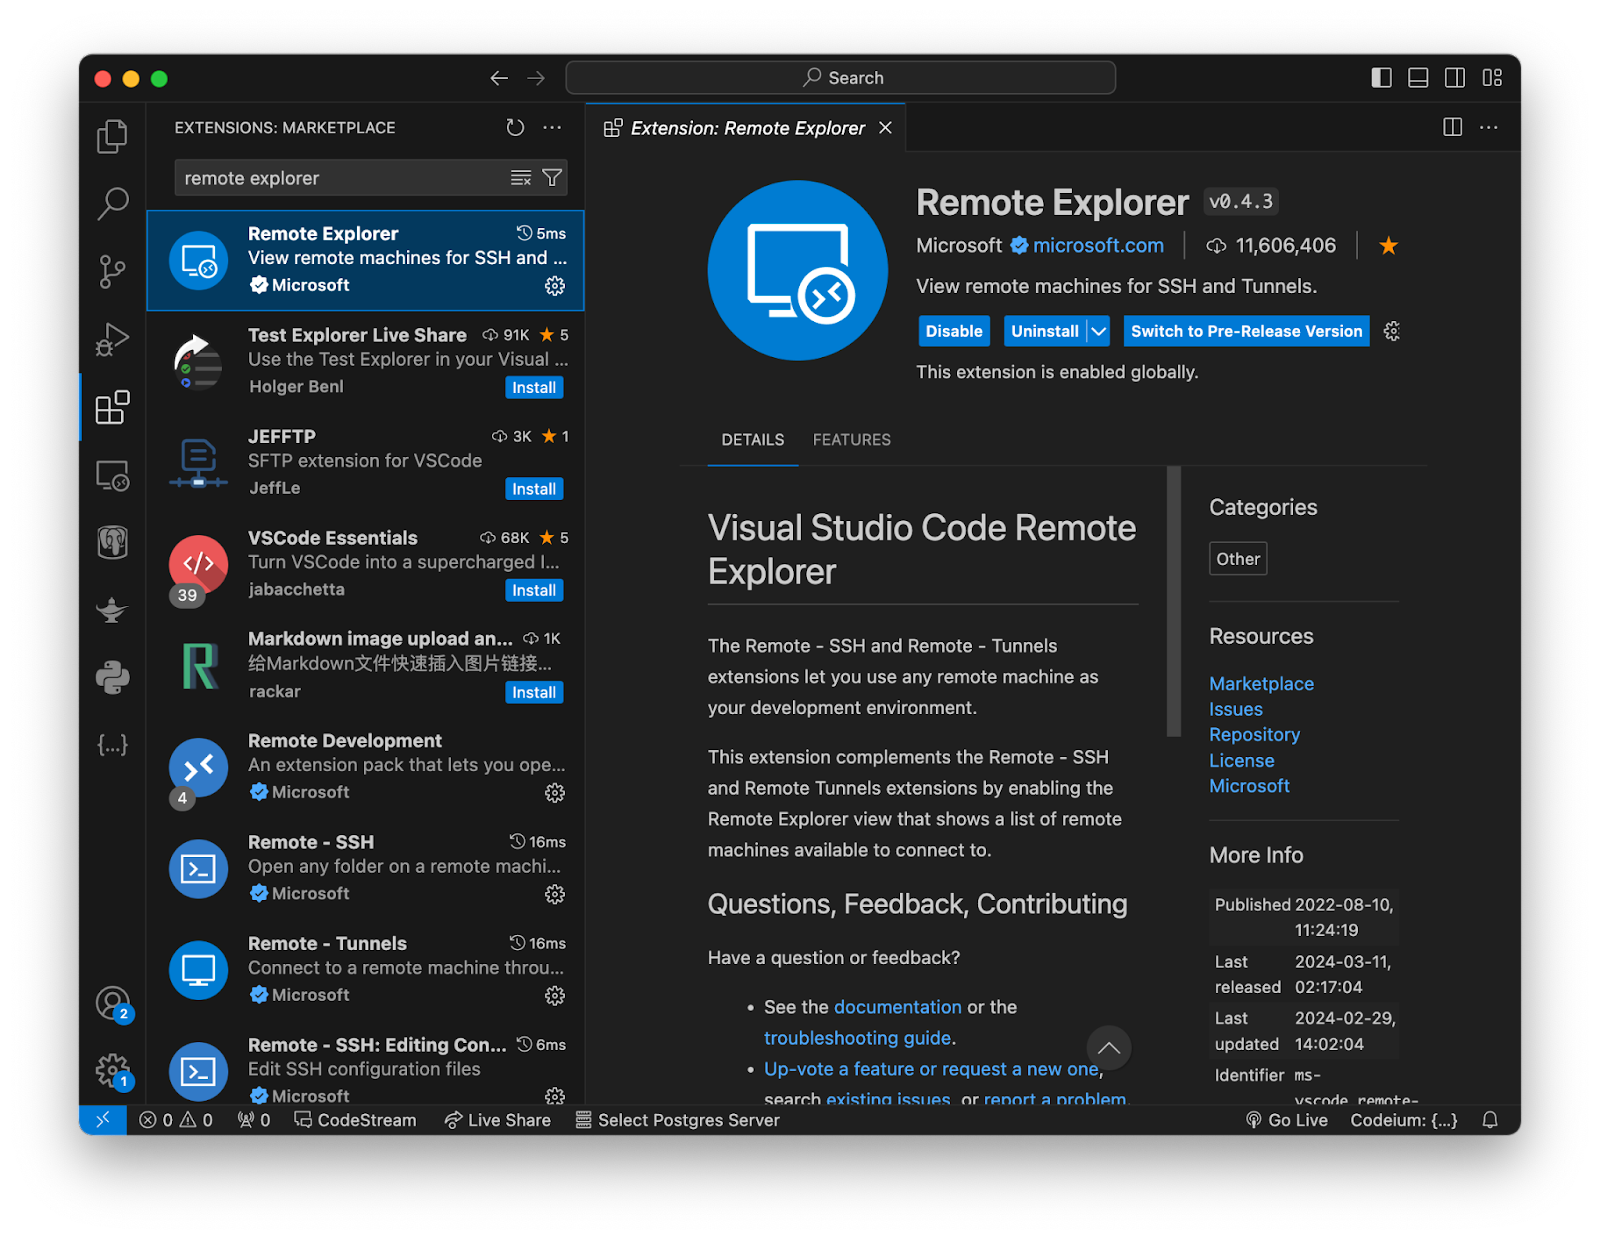 Search
EXTENSIONS: MARKETPLACE
remote explorer
Remote Explorer 5ms
View remote machines for SSH and ...
Microsoft
Test Explorer Live Share 91K 5
Use the Test Explorer in your Visual ...
Holger Benl Install
JEFFTP 3K 1
SFTP extension for VSCode
JeffLe Install
VSCode Essentials 68K 5
Turn VSCode into a supercharged I...
jabacchetta Install
39
Markdown image upload an... 1K
给Markdown文件快速插入图片链接...
rackar Install
Remote Development
An extension pack that lets you ope...
Microsoft
4
Remote - SSH 16ms
Open any folder on a remote machi...
Microsoft
Remote - Tunnels 16ms
Connect to a remote machine throu...
Microsoft
Remote - SSH: Editing Con... 6ms
Edit SSH configuration files
Microsoft
2
1
Extension: Remote Explorer
Remote Explorer v0.4.3
Microsoft microsoft.com 11,606,406
View remote machines for SSH and Tunnels.
Disable Uninstall Switch to Pre-Release Version
This extension is enabled globally.
DETAILS FEATURES
Visual Studio Code Remote
Explorer
The Remote - SSH and Remote - Tunnels
extensions let you use any remote machine as
your development environment.
This extension complements the Remote - SSH
and Remote Tunnels extensions by enabling the
Remote Explorer view that shows a list of remote
machines available to connect to.
Questions, Feedback, Contributing
Have a question or feedback?
• See the documentation or the
troubleshooting guide.
• Up-vote a feature or request a new one,
search existing issues, or report a problem.
Categories
Other
Resources
Marketplace
Issues
Repository
License
Microsoft
More Info
Published 2022-08-10,
11:24:19
Last 2024-03-11,
released 02:17:04
Last 2024-02-29,
updated 14:02:04
Identifier ms-
vscode.remote-
0 0 0 CodeStream Live Share Select Postgres Server Go Live Codeium: {...}